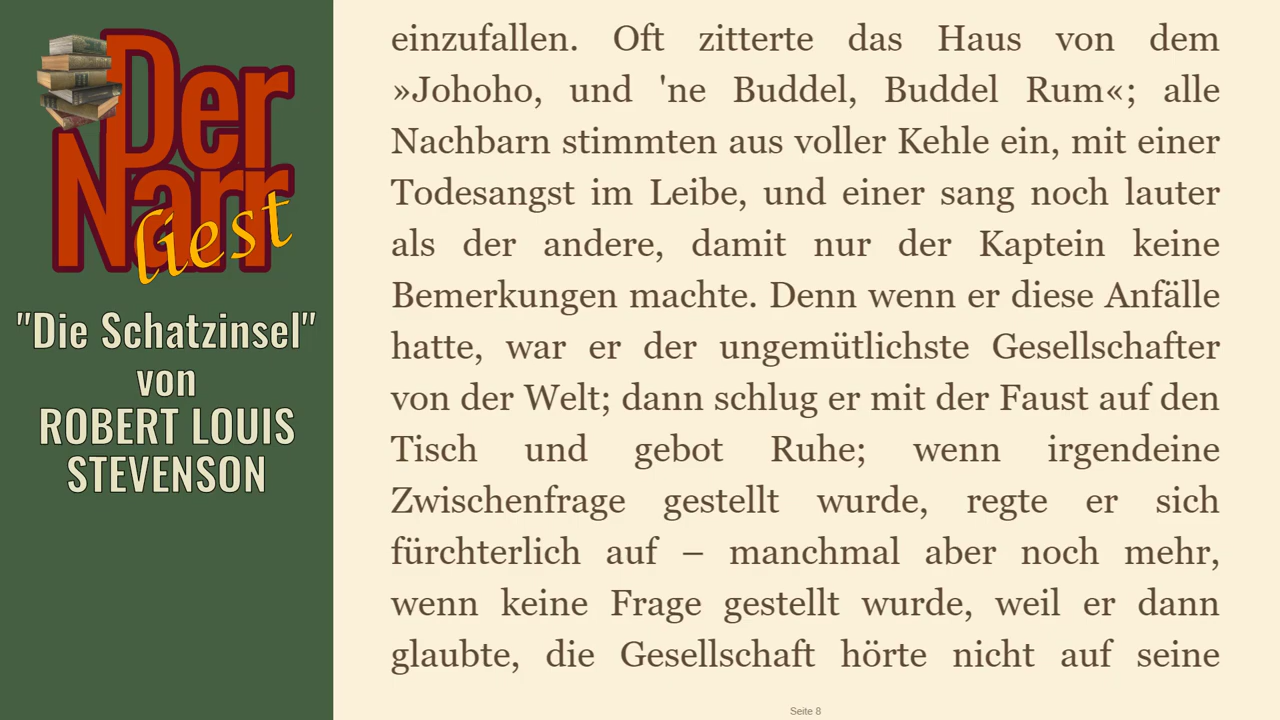 Der
Narr
liest
"Die Schatzinsel"
von
ROBERT LOUIS
STEVENSON
einzufallen. Oft zitterte das Haus von dem
»Johoho, und 'ne Buddel, Buddel Rum«; alle
Nachbarn stimmten aus voller Kehle ein, mit einer
Todesangst im Leibe, und einer sang noch lauter
als der andere, damit nur der Kaptein keine
Bemerkungen machte. Denn wenn er diese Anfälle
hatte, war er der ungemütlichste Gesellschafter
von der Welt; dann schlug er mit der Faust auf den
Tisch und gebot Ruhe; wenn irgendeine
Zwischenfrage gestellt wurde, regte er sich
fürchterlich auf – manchmal aber noch mehr,
wenn keine Frage gestellt wurde, weil er dann
glaubte, die Gesellschaft hörte nicht auf seine
Seite 8